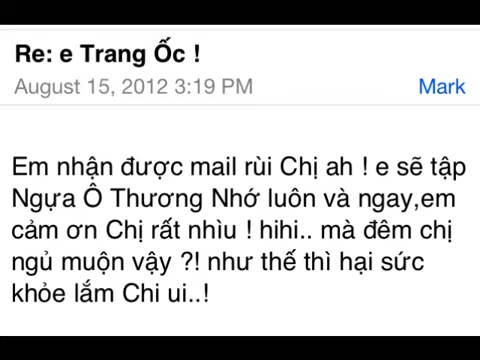 Re: e Trang Ốc !
August 15, 2012 3:19 PM Mark
Em nhận được mail rùi Chị ah ! e sẽ tập
Ngựa Ô Thương Nhớ luôn và ngay,em
cảm ơn Chị rất nhìu ! hihi.. mà đêm chị
ngủ muộn vậy ?! như thế thì hại sức
khỏe lắm Chi ui..!